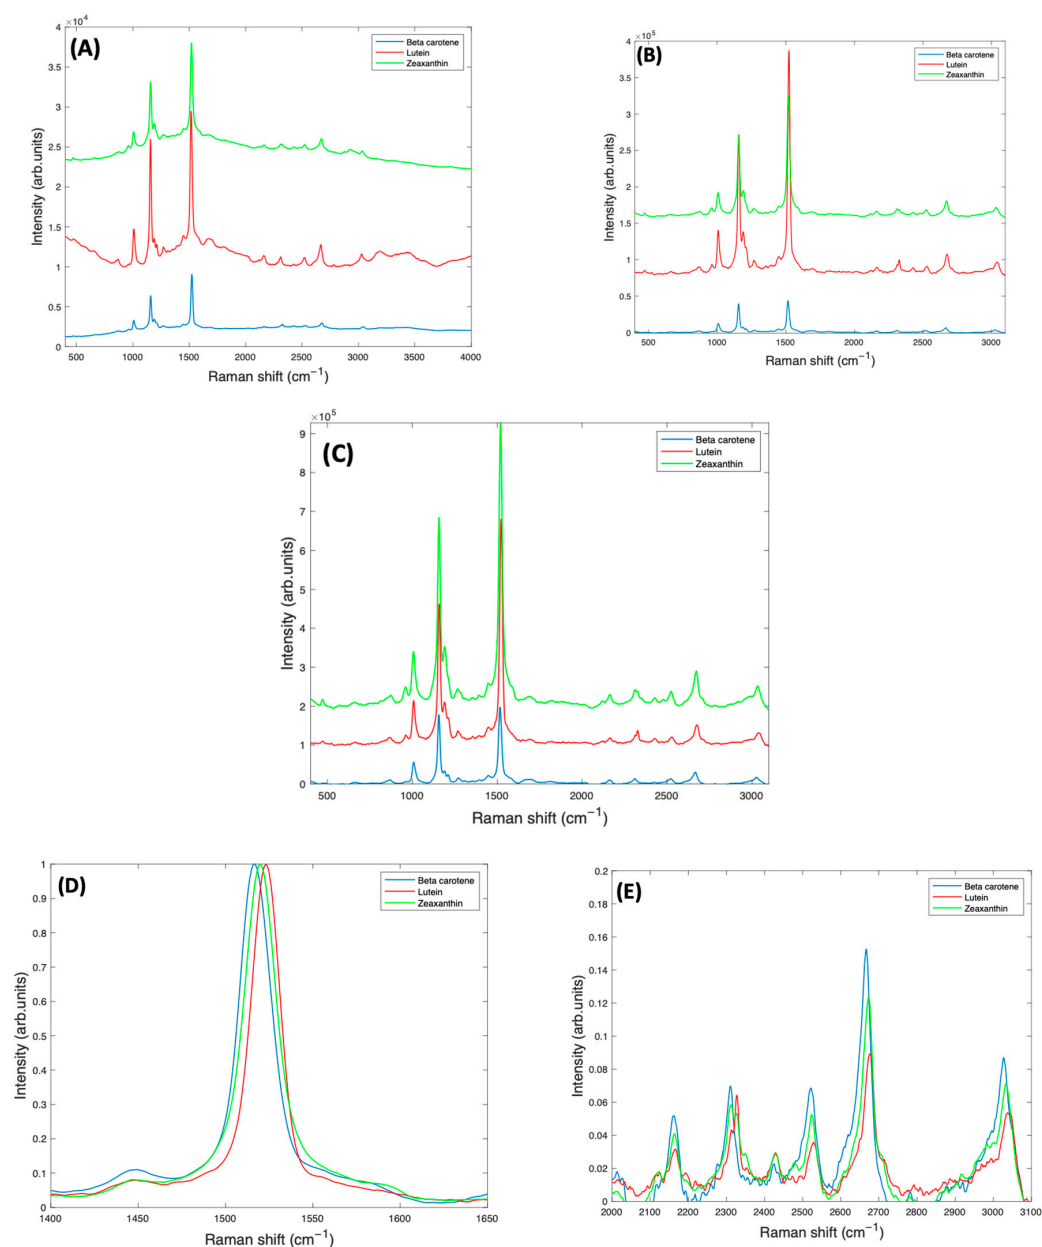 ×10⁴
(A)
Beta carotene
Lutein
Zeaxanthin
4
3.5
3
2.5
2
1.5
1
0.5
0
500 1000 1500 2000 2500 3000 3500 4000
Intensity (arb.units)
Raman shift (cm⁻¹)
×10⁵
(B)
Beta carotene
Lutein
Zeaxanthin
4
3.5
3
2.5
2
1.5
1
0.5
0
500 1000 1500 2000 2500 3000
Intensity (arb.units)
Raman shift (cm⁻¹)
×10⁵
(C)
Beta carotene
Lutein
Zeaxanthin
9
8
7
6
5
4
3
2
1
0
500 1000 1500 2000 2500 3000
Intensity (arb.units)
Raman shift (cm⁻¹)
(D)
Beta carotene
Lutein
Zeaxanthin
1
0.9
0.8
0.7
0.6
0.5
0.4
0.3
0.2
0.1
0
1400 1450 1500 1550 1600 1650
Intensity (arb.units)
Raman shift (cm⁻¹)
(E)
Beta carotene
Lutein
Zeaxanthin
0.2
0.18
0.16
0.14
0.12
0.1
0.08
0.06
0.04
0.02
0
2000 2100 2200 2300 2400 2500 2600 2700 2800 2900 3000 3100
Intensity (arb.units)
Raman shift (cm⁻¹)